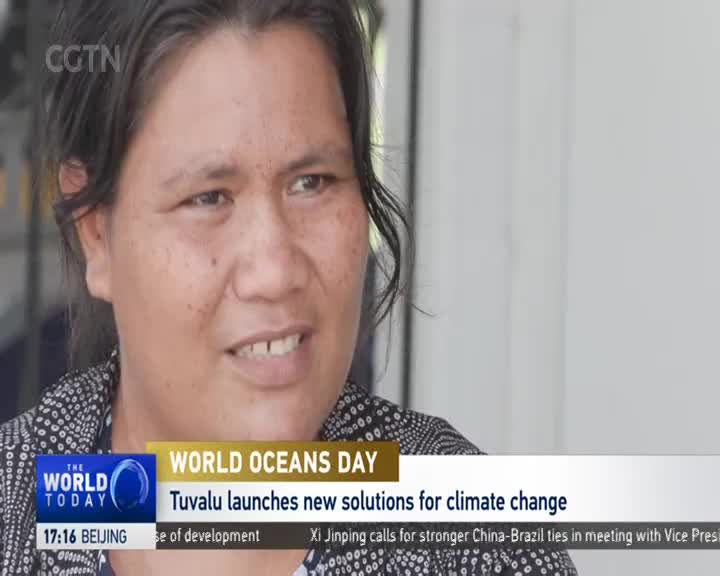 CGTN
WORLD OCEANS DAY
THE
WORLD
TODAY
Tuvalu launches new solutions for climate change
17:16 BEIJING
se of development Xi Jinping calls for stronger China-Brazil ties in meeting with Vice Presi